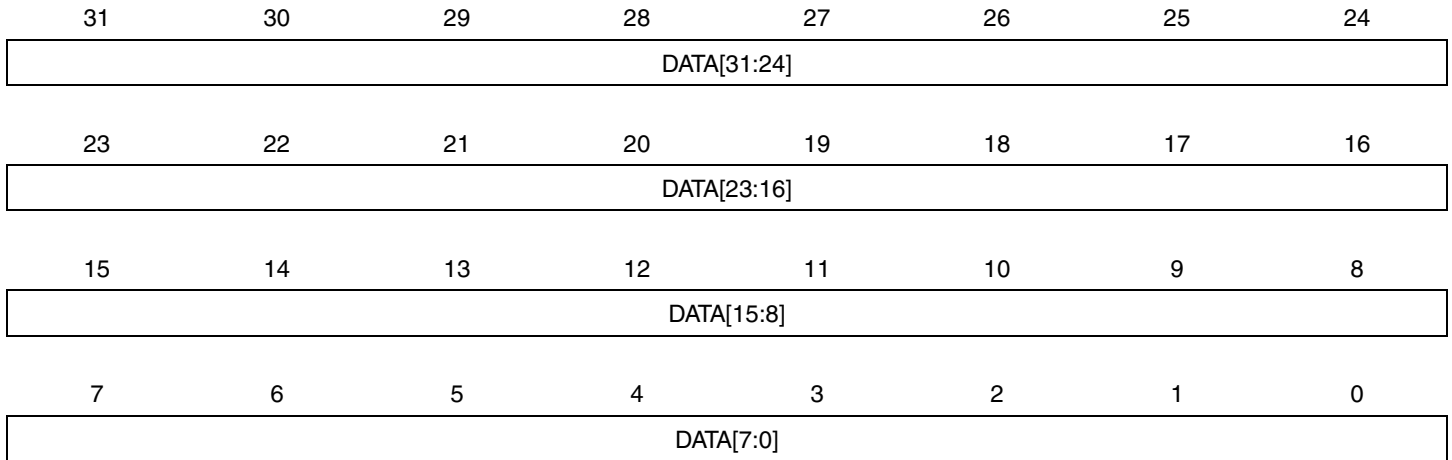 31 30 29 28 27 26 25 24
DATA[31:24]
23 22 21 20 19 18 17 16
DATA[23:16]
15 14 13 12 11 10 9 8
DATA[15:8]
7 6 5 4 3 2 1 0
DATA[7:0]